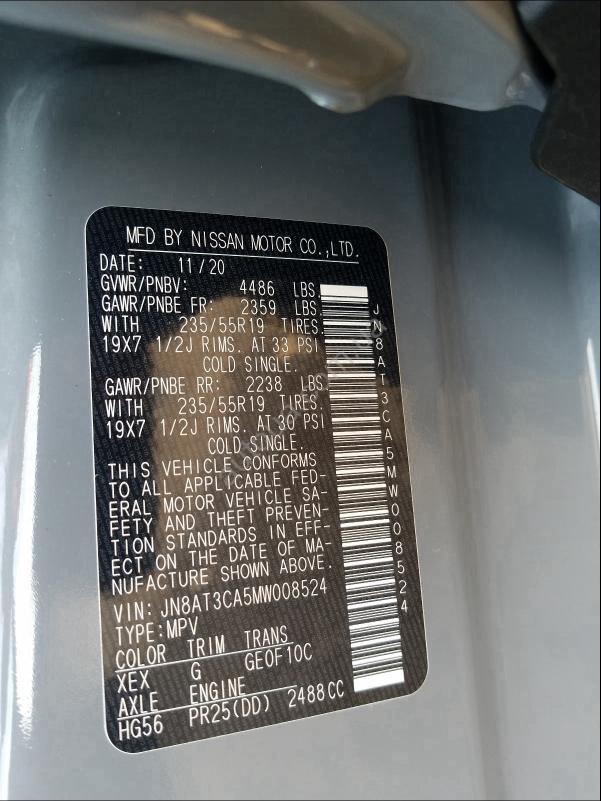 MFD BY NISSAN MOTOR CO.,LTD.
DATE: 11/20
GVWR/PNBV: 4486 LBS.
GAWR/PNBE FR: 2359 LBS.
WITH 235/55R19 TIRES.
19X7 1/2J RIMS. AT 33 PSI
COLD SINGLE.
GAWR/PNBE RR: 2238 LBS.
WITH 235/55R19 TIRES.
19X7 1/2J RIMS. AT 30 PSI
COLD SINGLE.
THIS VEHICLE CONFORMS
TO ALL APPLICABLE FED-
ERAL MOTOR VEHICLE SA-
FETY AND THEFT PREVEN-
TION STANDARDS IN EFF-
ECT ON THE DATE OF MA-
NUFACTURE SHOWN ABOVE.
VIN: JN8AT3CA5MW008524
TYPE:MPV
COLOR TRIM TRANS
XEX G GE0F10C
AXLE ENGINE
HG56 PR25(DD) 2488CC
JN8AT3CA5MW008524